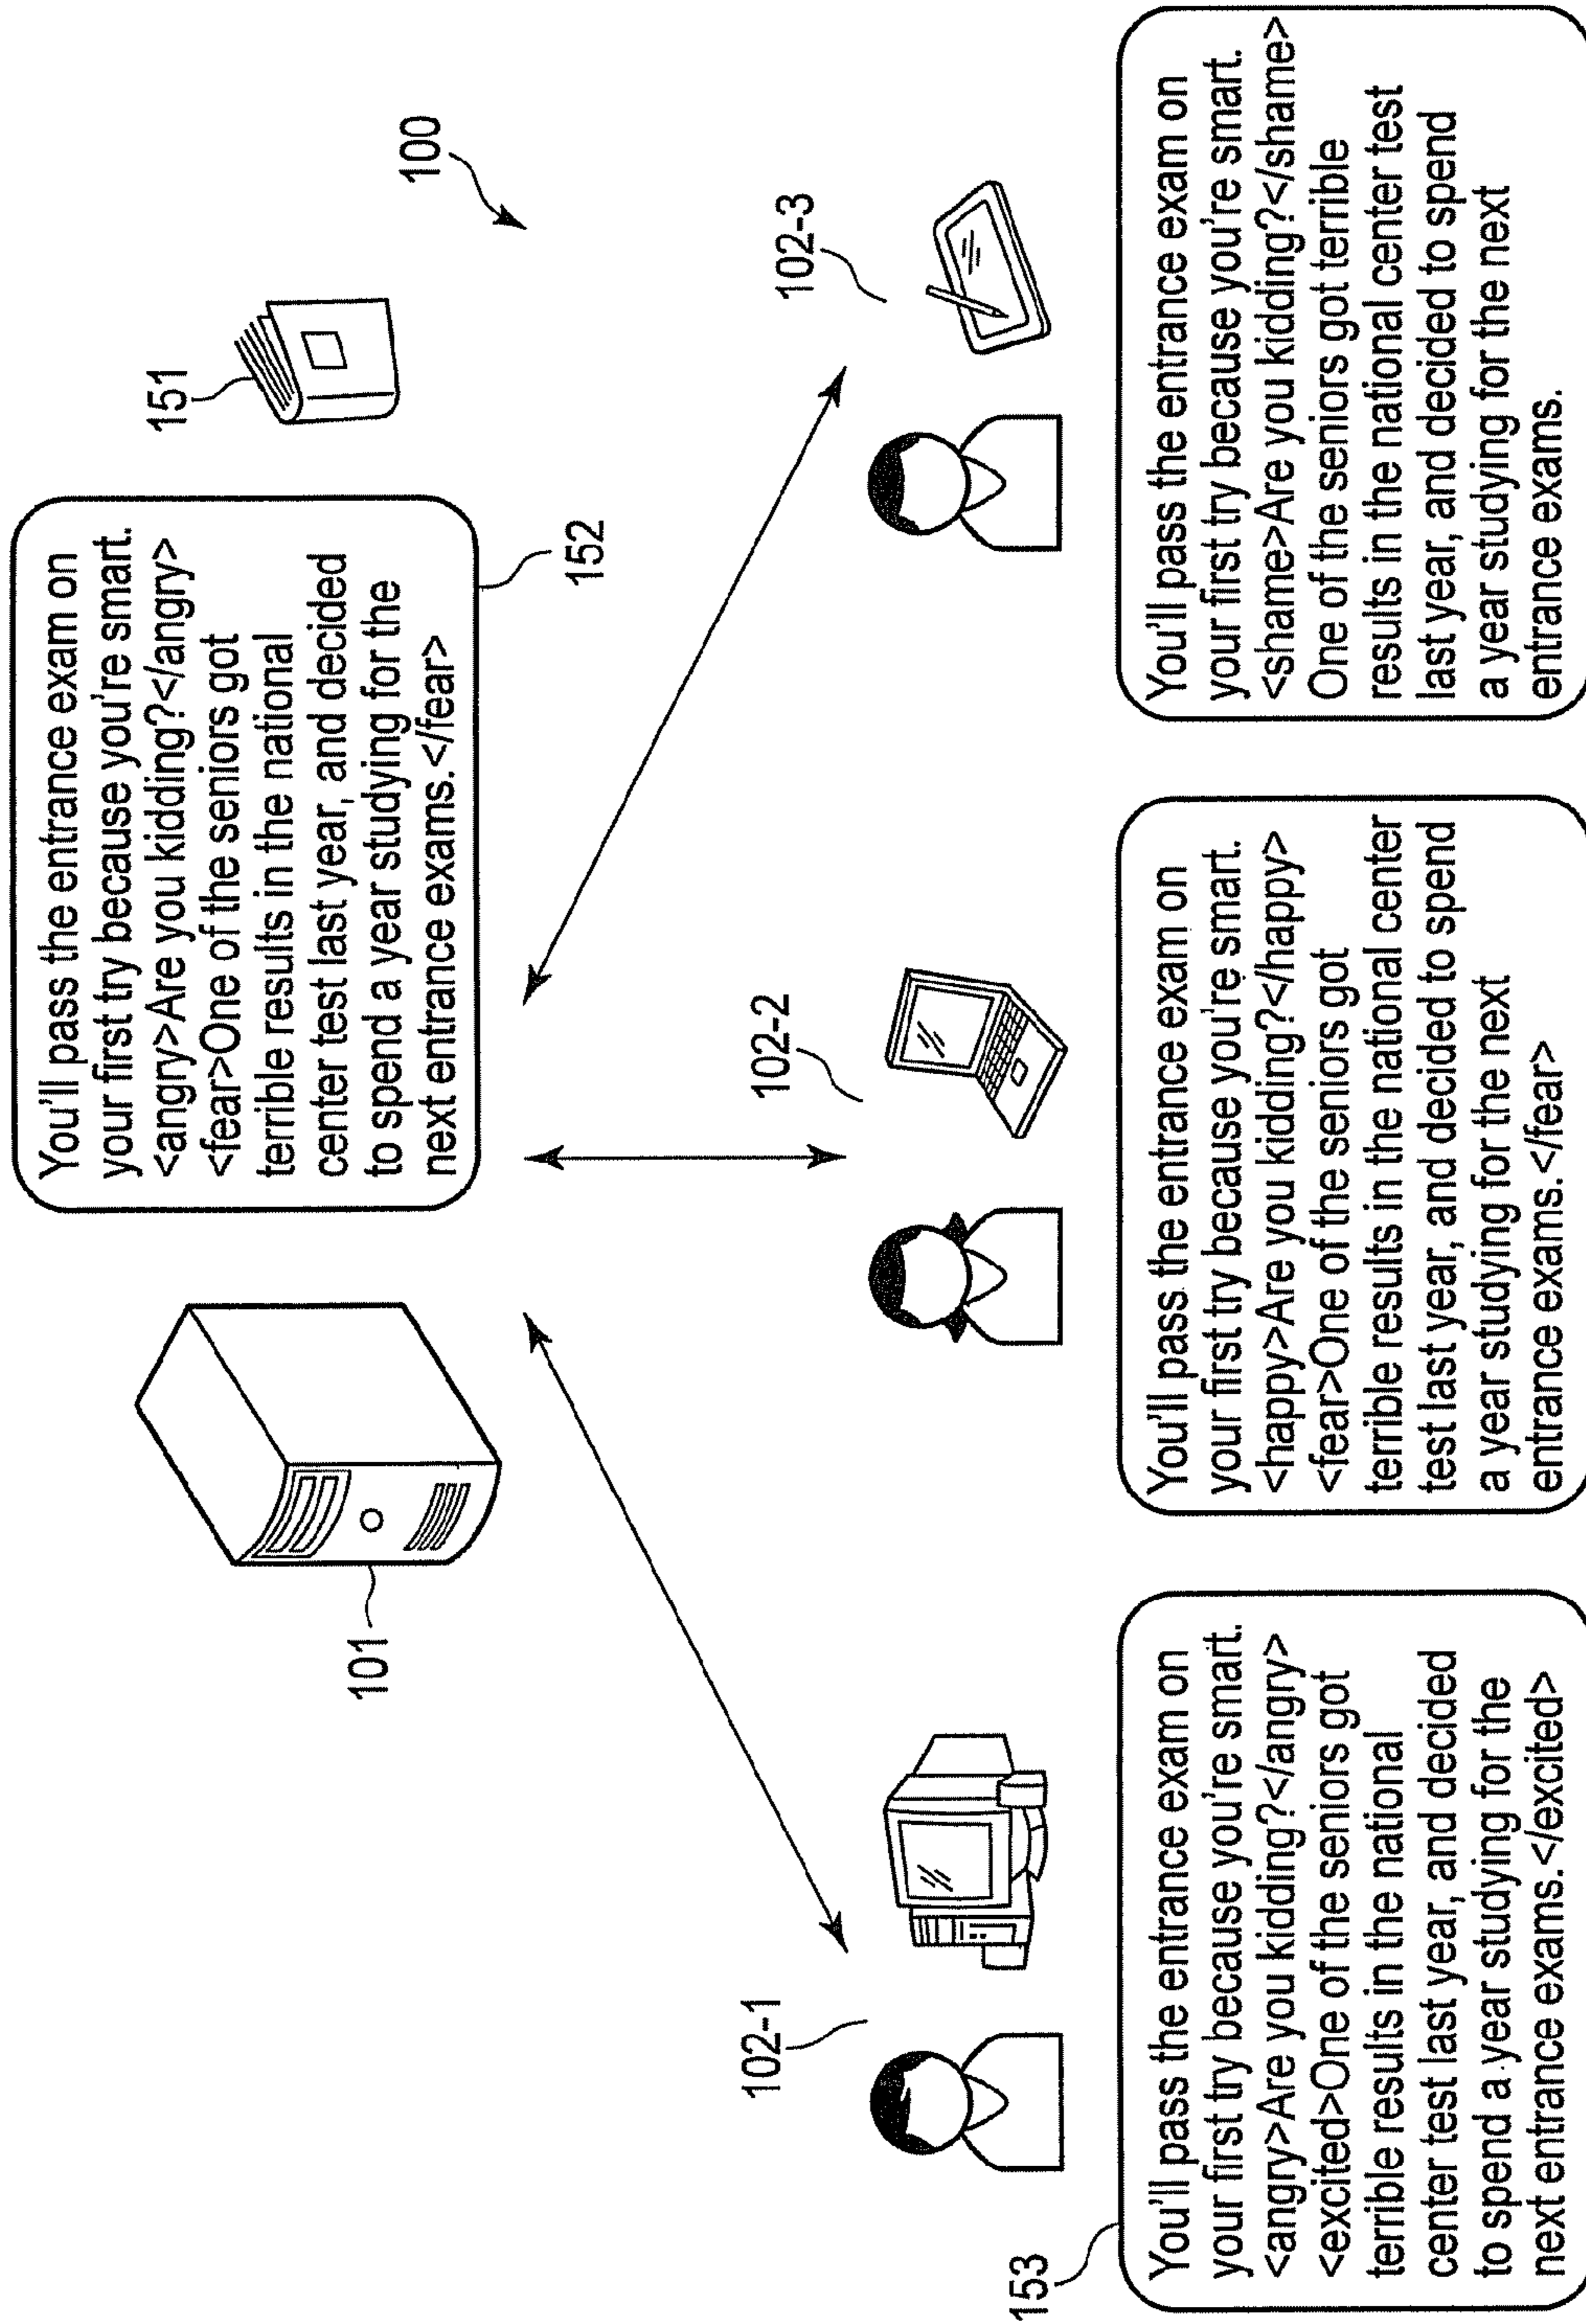 151
100
You'll pass the entrance exam on
your first try because you're smart.
<angry>Are you kidding?</angry>
<fear>One of the seniors got
terrible results in the national
center test last year, and decided
to spend a year studying for the
next entrance exams.</fear>
152
101
102-1
102-2
102-3
153
You'll pass the entrance exam on
your first try because you're smart.
<angry>Are you kidding?</angry>
<excited>One of the seniors got
terrible results in the national
center test last year, and decided
to spend a year studying for the
next entrance exams.</excited>
You'll pass the entrance exam on
your first try because you're smart.
<happy>Are you kidding?</happy>
<fear>One of the seniors got
terrible results in the national center
test last year, and decided to spend
a year studying for the next
entrance exams.</fear>
You'll pass the entrance exam on
your first try because you're smart.
<shame>Are you kidding?</shame>
One of the seniors got terrible
results in the national center test
last year, and decided to spend
a year studying for the next
entrance exams.